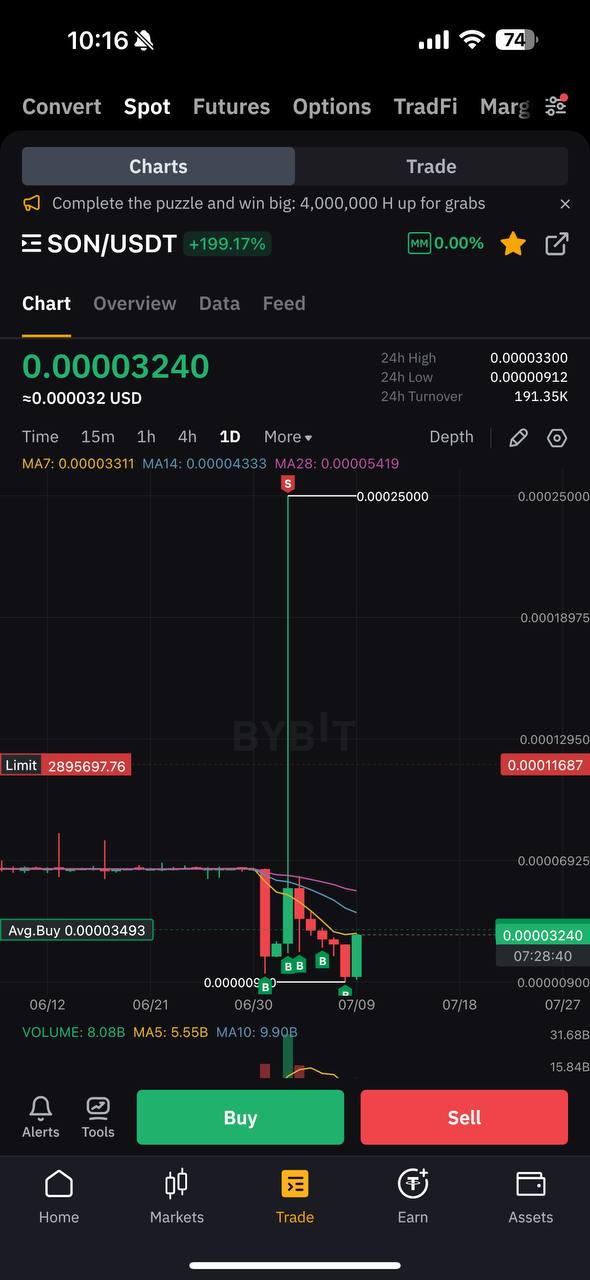 10:16
74
Convert Spot Futures Options TradFi Marg
Charts Trade
Complete the puzzle and win big: 4,000,000 H up for grabs
SON/USDT +199.17% MM 0.00%
Chart Overview Data Feed
0.00003240
≈0.000032 USD
24h High 0.00003300
24h Low 0.00000912
24h Turnover 191.35K
Time 15m 1h 4h 1D More Depth
MA7: 0.00003311 MA14: 0.00004333 MA28: 0.00005419
S
0.00025000 0.00025000
0.00018975
BYBIT
0.00012950
Limit 2895697.76 0.00011687
0.00006925
Avg.Buy 0.00003493 0.00003240
07:28:40
B B B B B
0.00000900
06/12 06/21 06/30 07/09 07/18 07/27
VOLUME: 8.08B MA5: 5.55B MA10: 9.90B 31.68B
15.84B
Alerts Tools Buy Sell
Home Markets Trade Earn Assets